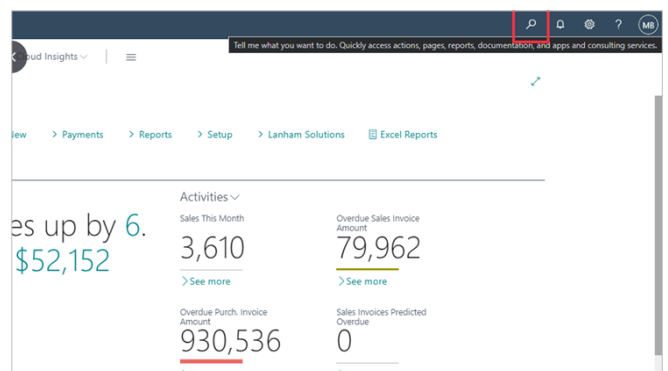 MB
Tell me what you want to do. Quickly access actions, pages, reports, documentation, and apps and consulting services.
oud Insights
ew > Payments > Reports > Setup > Lanham Solutions Excel Reports
Activities
es up by 6.
$52,152
Sales This Month
3,610
> See more
Overdue Sales Invoice
Amount
79,962
> See more
Overdue Purch. Invoice
Amount
930,536
Sales Invoices Predicted
Overdue
0